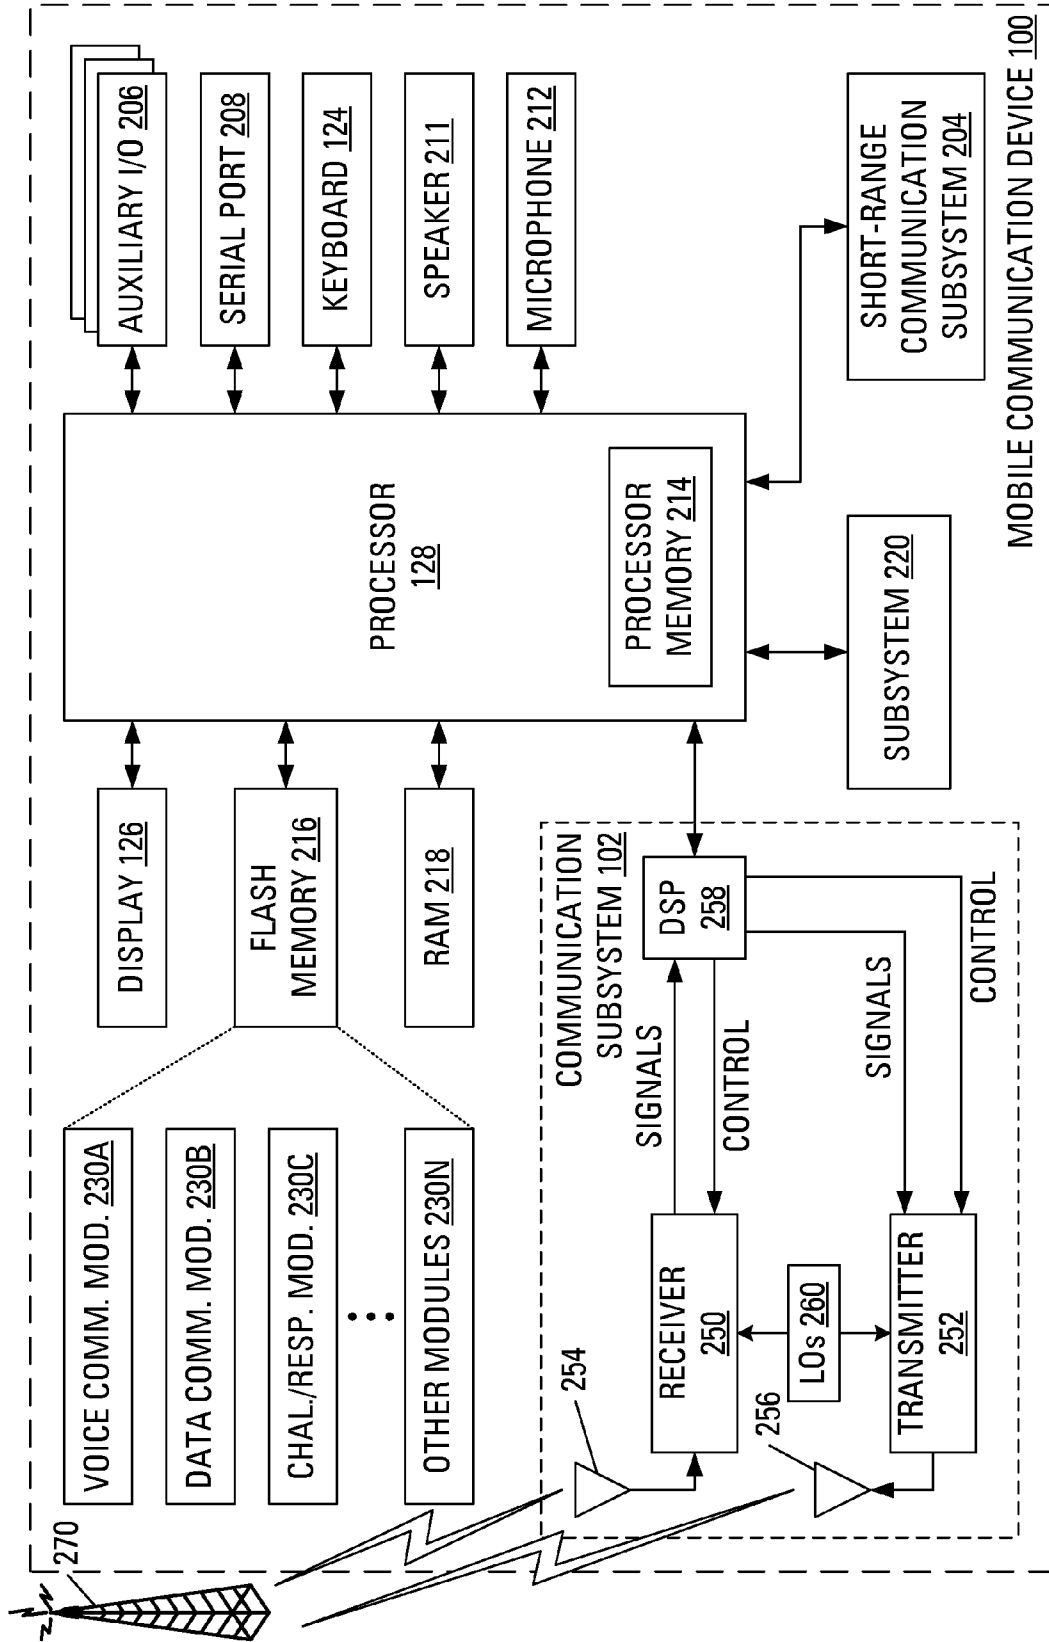 270
VOICE COMM. MOD. 230A
DATA COMM. MOD. 230B
CHAL./RESP. MOD. 230C
OTHER MODULES 230N
DISPLAY 126
FLASH
MEMORY 216
RAM 218
PROCESSOR
128
PROCESSOR
MEMORY 214
AUXILIARY I/O 206
SERIAL PORT 208
KEYBOARD 124
SPEAKER 211
MICROPHONE 212
COMMUNICATION
SUBSYSTEM 102
254
256
RECEIVER
250
LOs 260
TRANSMITTER
252
SIGNALS
CONTROL
DSP
258
SIGNALS
CONTROL
SUBSYSTEM 220
SHORT-RANGE
COMMUNICATION
SUBSYSTEM 204
MOBILE COMMUNICATION DEVICE 100